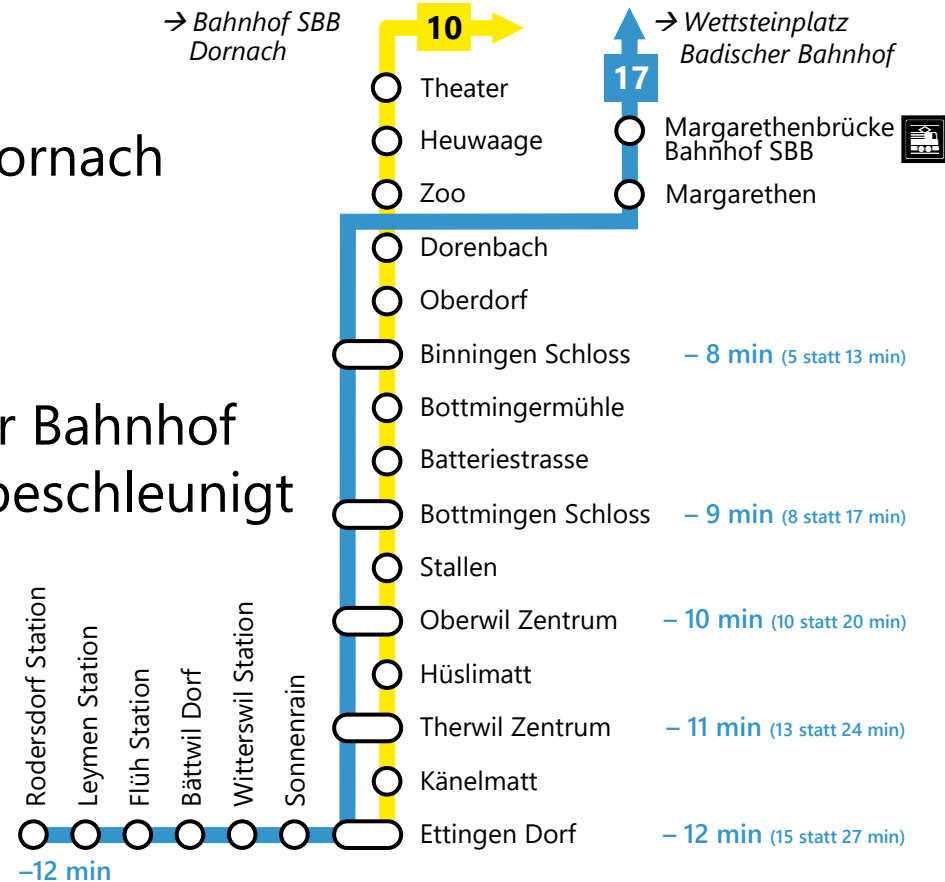 → Bahnhof SBB
Dornach
10
→ Wettsteinplatz
Badischer Bahnhof
17
Theater
Heuwaage
Zoo
Margarethenbrücke
Bahnhof SBB
Margarethen
ornach
Dorenbach
Oberdorf
Binningen Schloss – 8 min (5 statt 13 min)
Bottmingermühle
r Bahnhof
beschleunigt
Batteriestrasse
Bottmingen Schloss – 9 min (8 statt 17 min)
Stallen
Oberwil Zentrum – 10 min (10 statt 20 min)
Hüslimatt
Therwil Zentrum – 11 min (13 statt 24 min)
Känelmatt
Ettingen Dorf – 12 min (15 statt 27 min)
Rodersdorf Station
Leymen Station
Flüh Station
Bättwil Dorf
Witterswil Station
Sonnenrain
–12 min